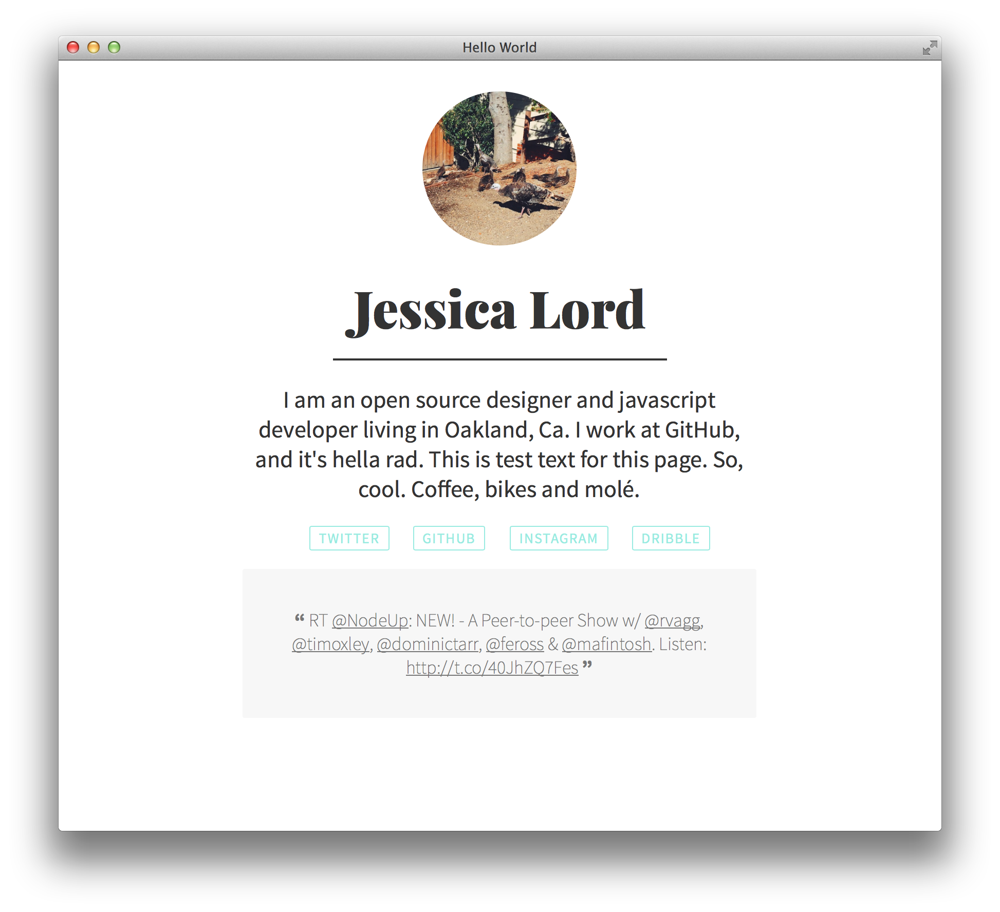 Hello World
Jessica Lord
I am an open source designer and javascript
developer living in Oakland, Ca. I work at GitHub,
and it's hella rad. This is test text for this page. So,
cool. Coffee, bikes and molé.
TWITTER GITHUB INSTAGRAM DRIBBLE
“ RT @NodeUp: NEW! - A Peer-to-peer Show w/ @rvagg,
@timoxley, @dominictarr, @feross & @mafintosh. Listen:
http://t.co/40JhZQ7Fes ”